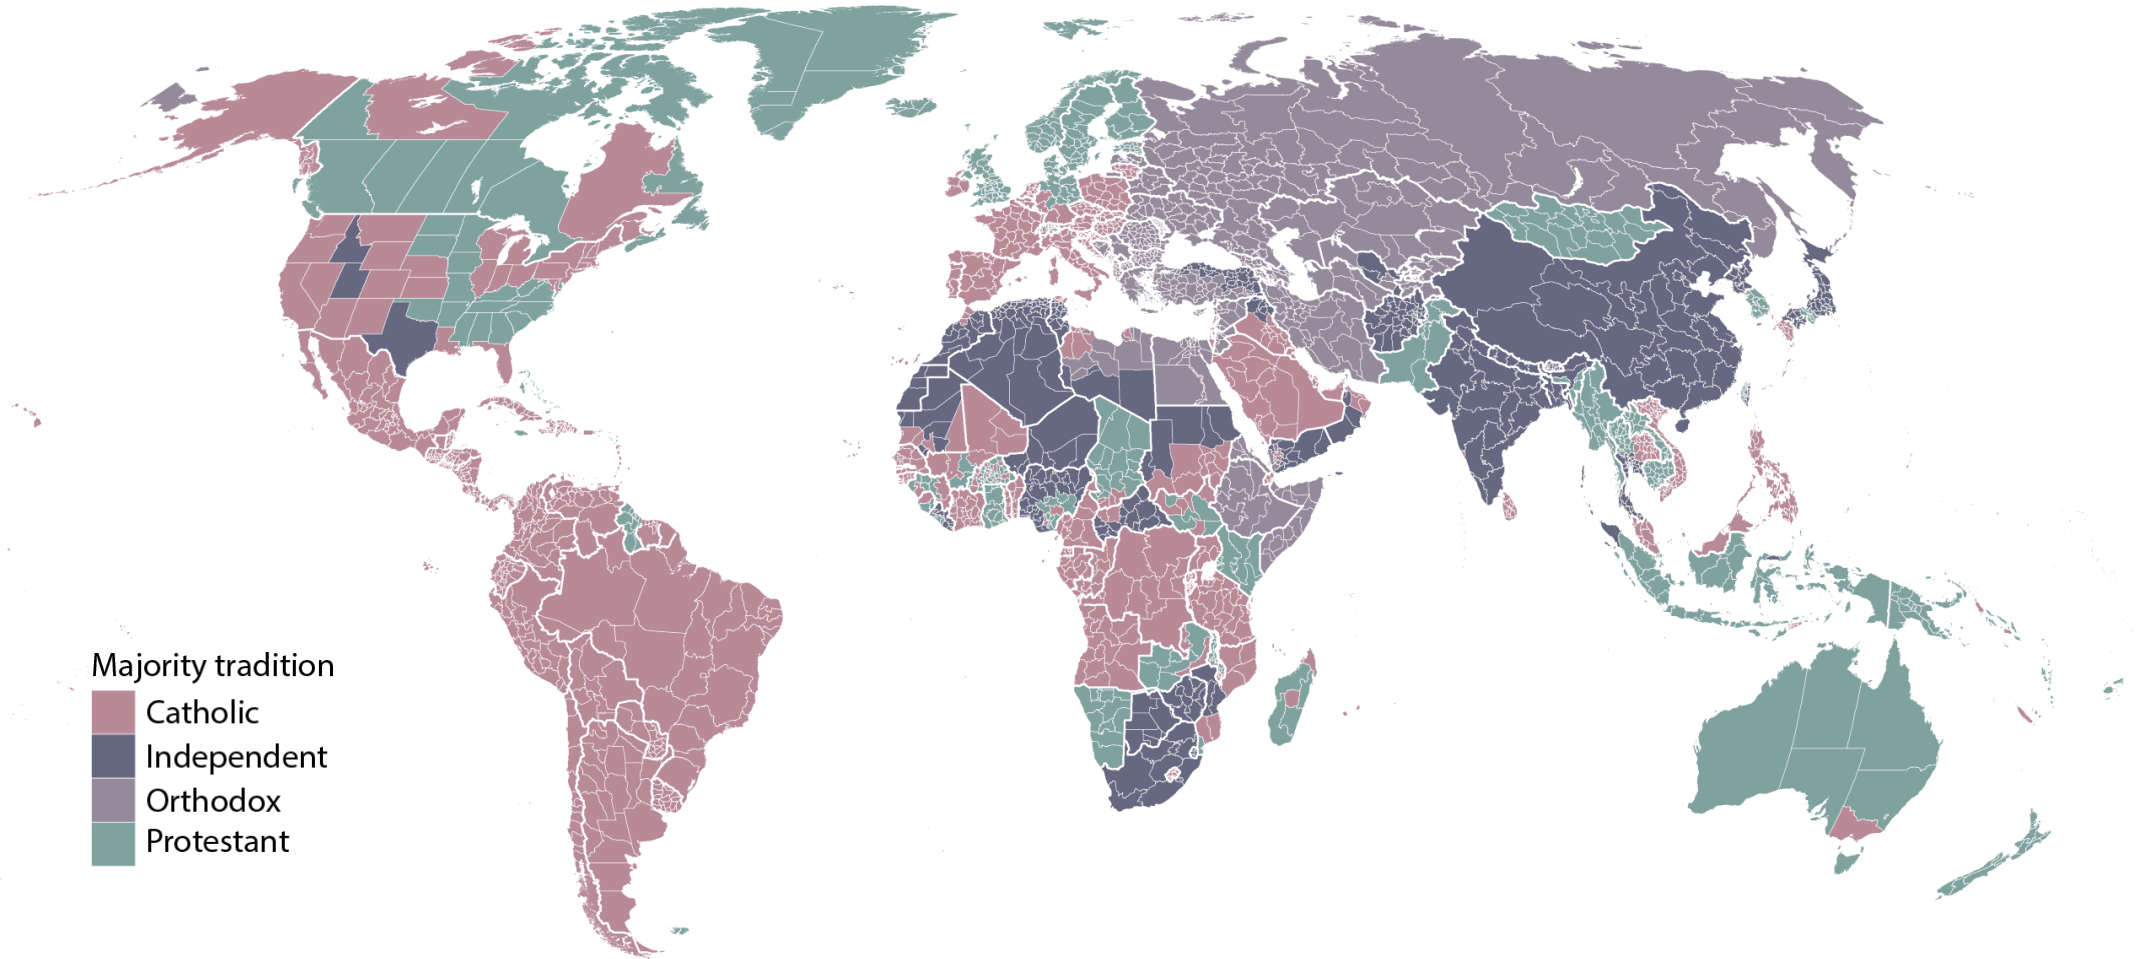 Majority tradition
Catholic
Independent
Orthodox
Protestant